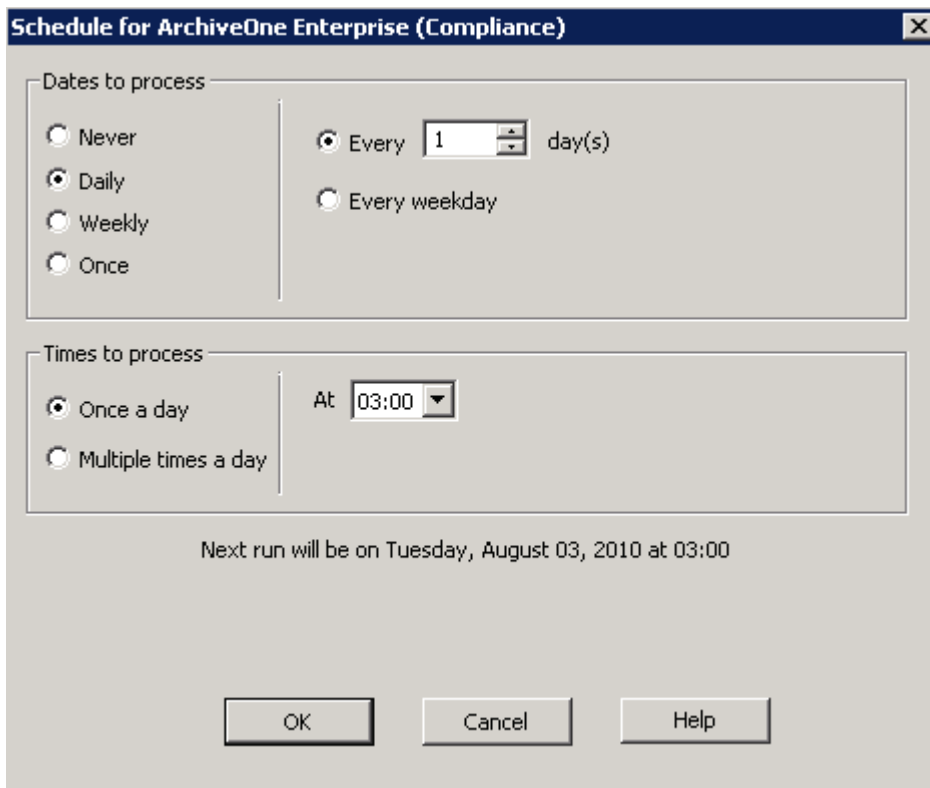 Schedule for ArchiveOne Enterprise (Compliance)
Dates to process
Never
Daily
Weekly
Once
Every 1 day(s)
Every weekday
Times to process
Once a day
Multiple times a day
At 03:00
Next run will be on Tuesday, August 03, 2010 at 03:00
OK Cancel Help